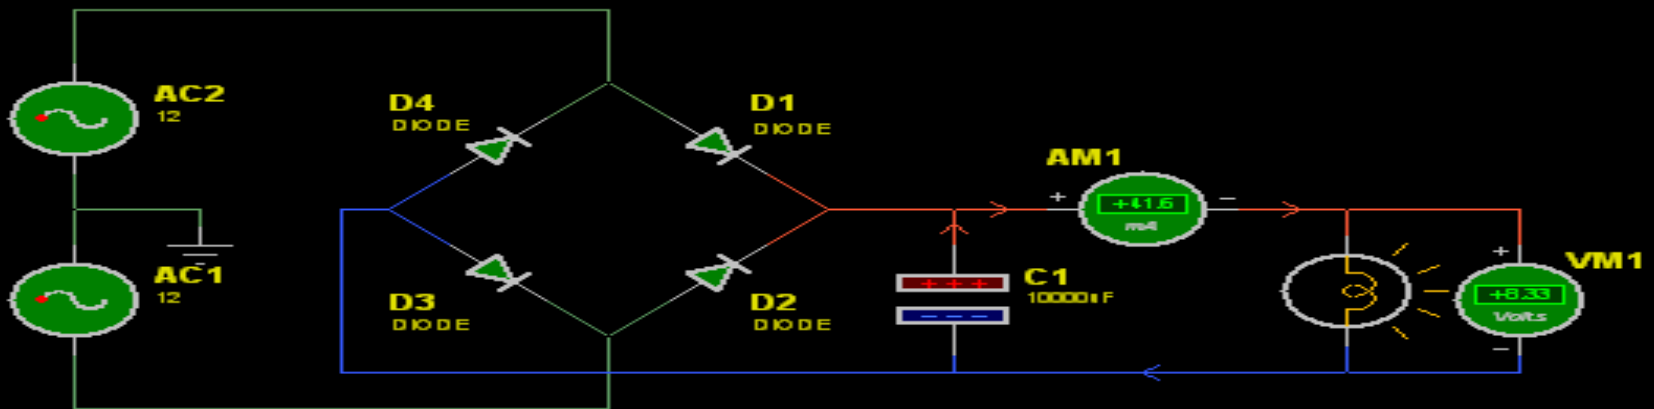 AC2
12
D4
DIODE
D1
DIODE
AM1
+ −
+41.6
mA
AC1
12
D3
DIODE
D2
DIODE
+ + +
− − −
C1
10000uF
VM1
+
+8.33
Volts
−